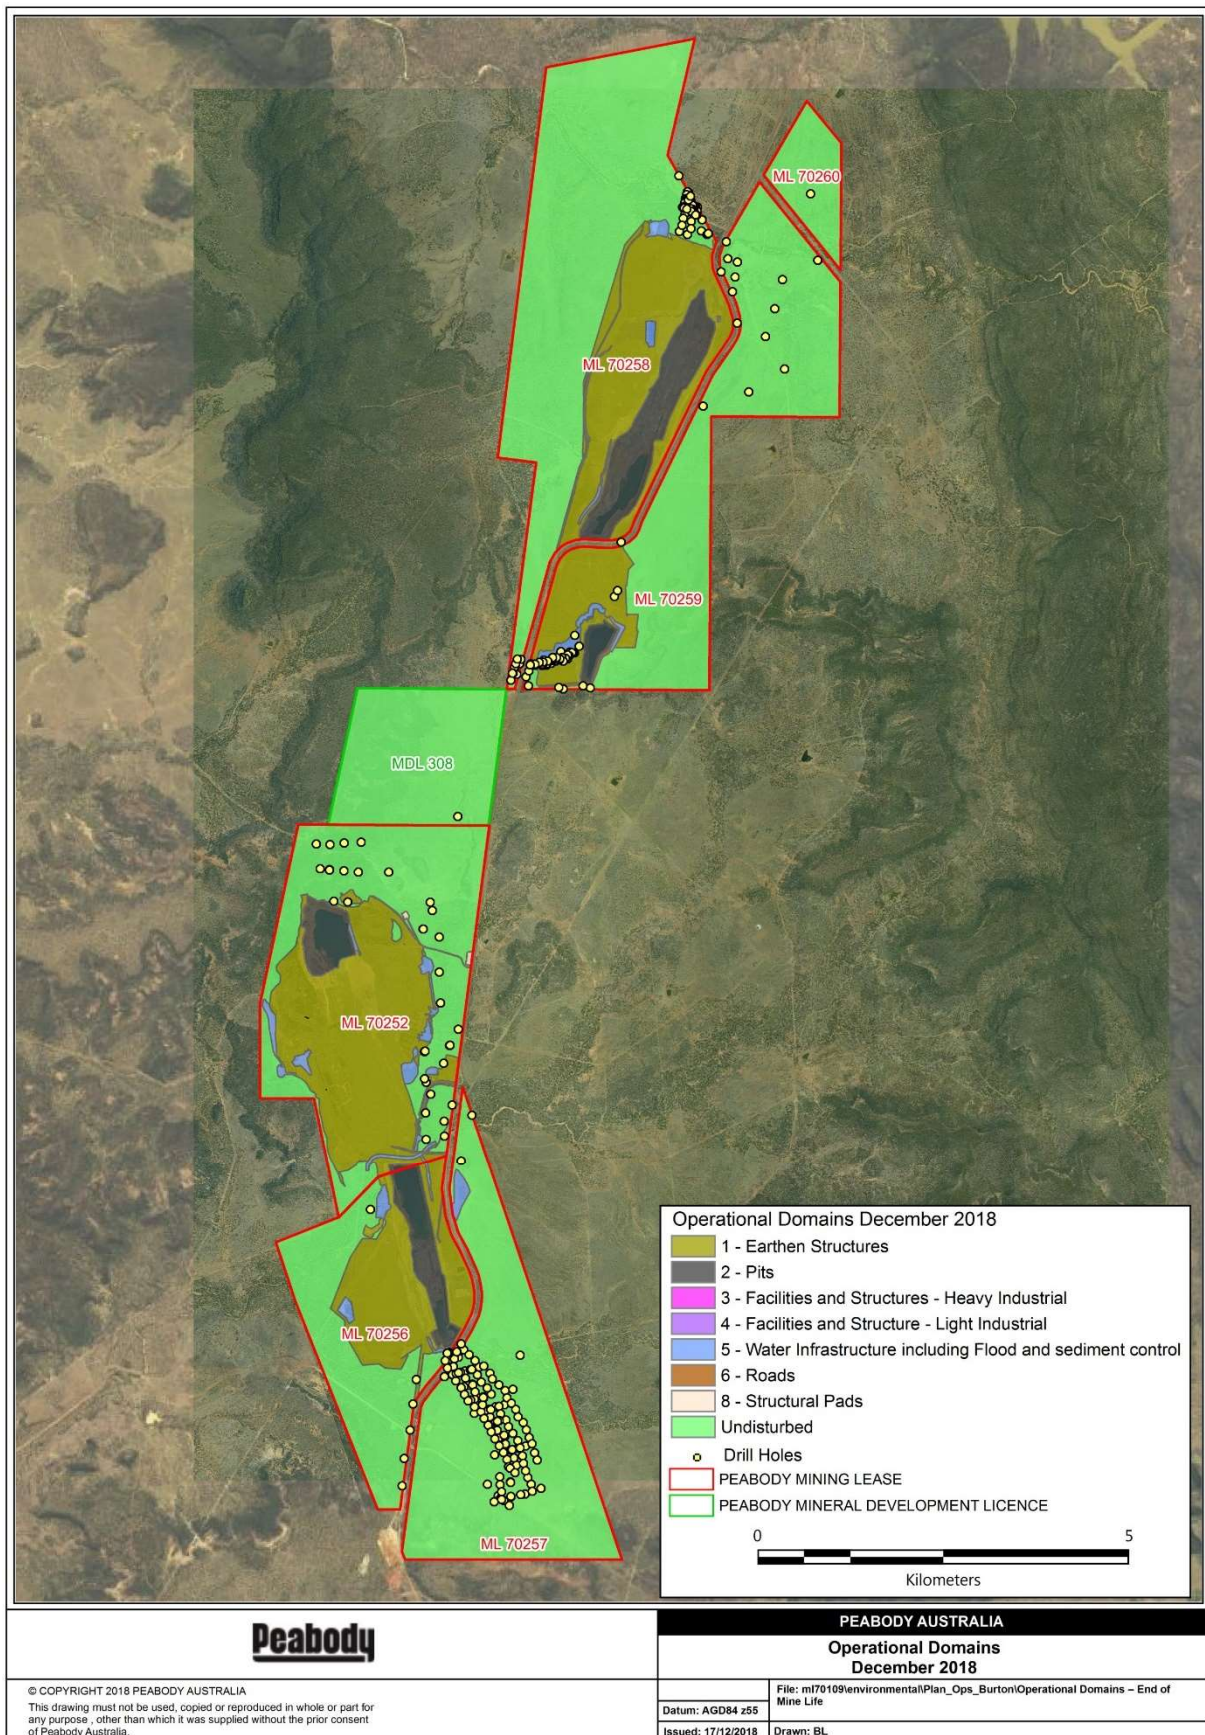 ML 70260
ML 70258
ML 70259
MDL 308
ML 70252
ML 70256
ML 70257
Operational Domains December 2018
1 - Earthen Structures
2 - Pits
3 - Facilities and Structures - Heavy Industrial
4 - Facilities and Structure - Light Industrial
5 - Water Infrastructure including Flood and sediment control
6 - Roads
8 - Structural Pads
Undisturbed
Drill Holes
PEABODY MINING LEASE
PEABODY MINERAL DEVELOPMENT LICENCE
0 5
Kilometers
Peabody
© COPYRIGHT 2018 PEABODY AUSTRALIA
This drawing must not be used, copied or reproduced in whole or part for
any purpose , other than which it was supplied without the prior consent
of Peabody Australia.
PEABODY AUSTRALIA
Operational Domains
December 2018
File: ml70109\environmental\Plan_Ops_Burton\Operational Domains – End of
Mine Life
Datum: AGD84 z55
Issued: 17/12/2018
Drawn: BL